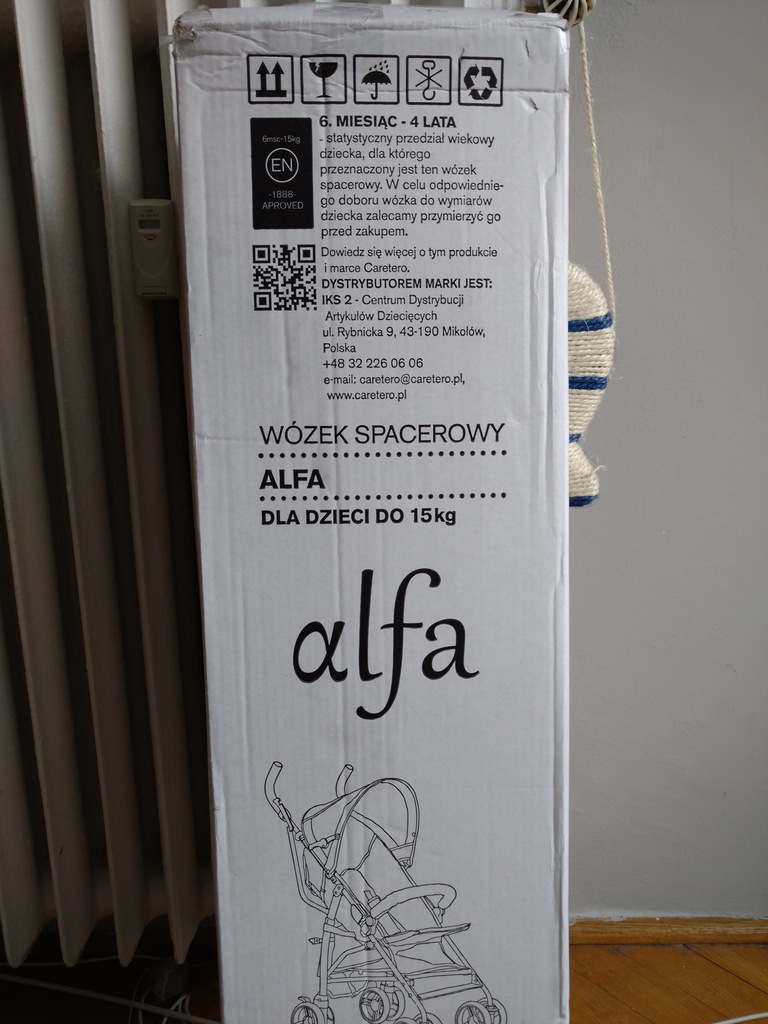 6. MIESIĄC - 4 LATA
- statystyczny przedział wiekowy
dziecka, dla którego
przeznaczony jest ten wózek
spacerowy. W celu odpowiednie-
go doboru wózka do wymiarów
dziecka zalecamy przymierzyć go
przed zakupem.
6msc-15kg
EN
-1888-
APROVED
Dowiedz się więcej o tym produkcie
i marce Caretero.
DYSTRYBUTOREM MARKI JEST:
IKS 2 - Centrum Dystrybucji
Artykułów Dziecięcych
ul. Rybnicka 9, 43-190 Mikołów,
Polska
+48 32 226 06 06
e-mail: caretero@caretero.pl,
www.caretero.pl
WÓZEK SPACEROWY
ALFA
DLA DZIECI DO 15kg
alfa